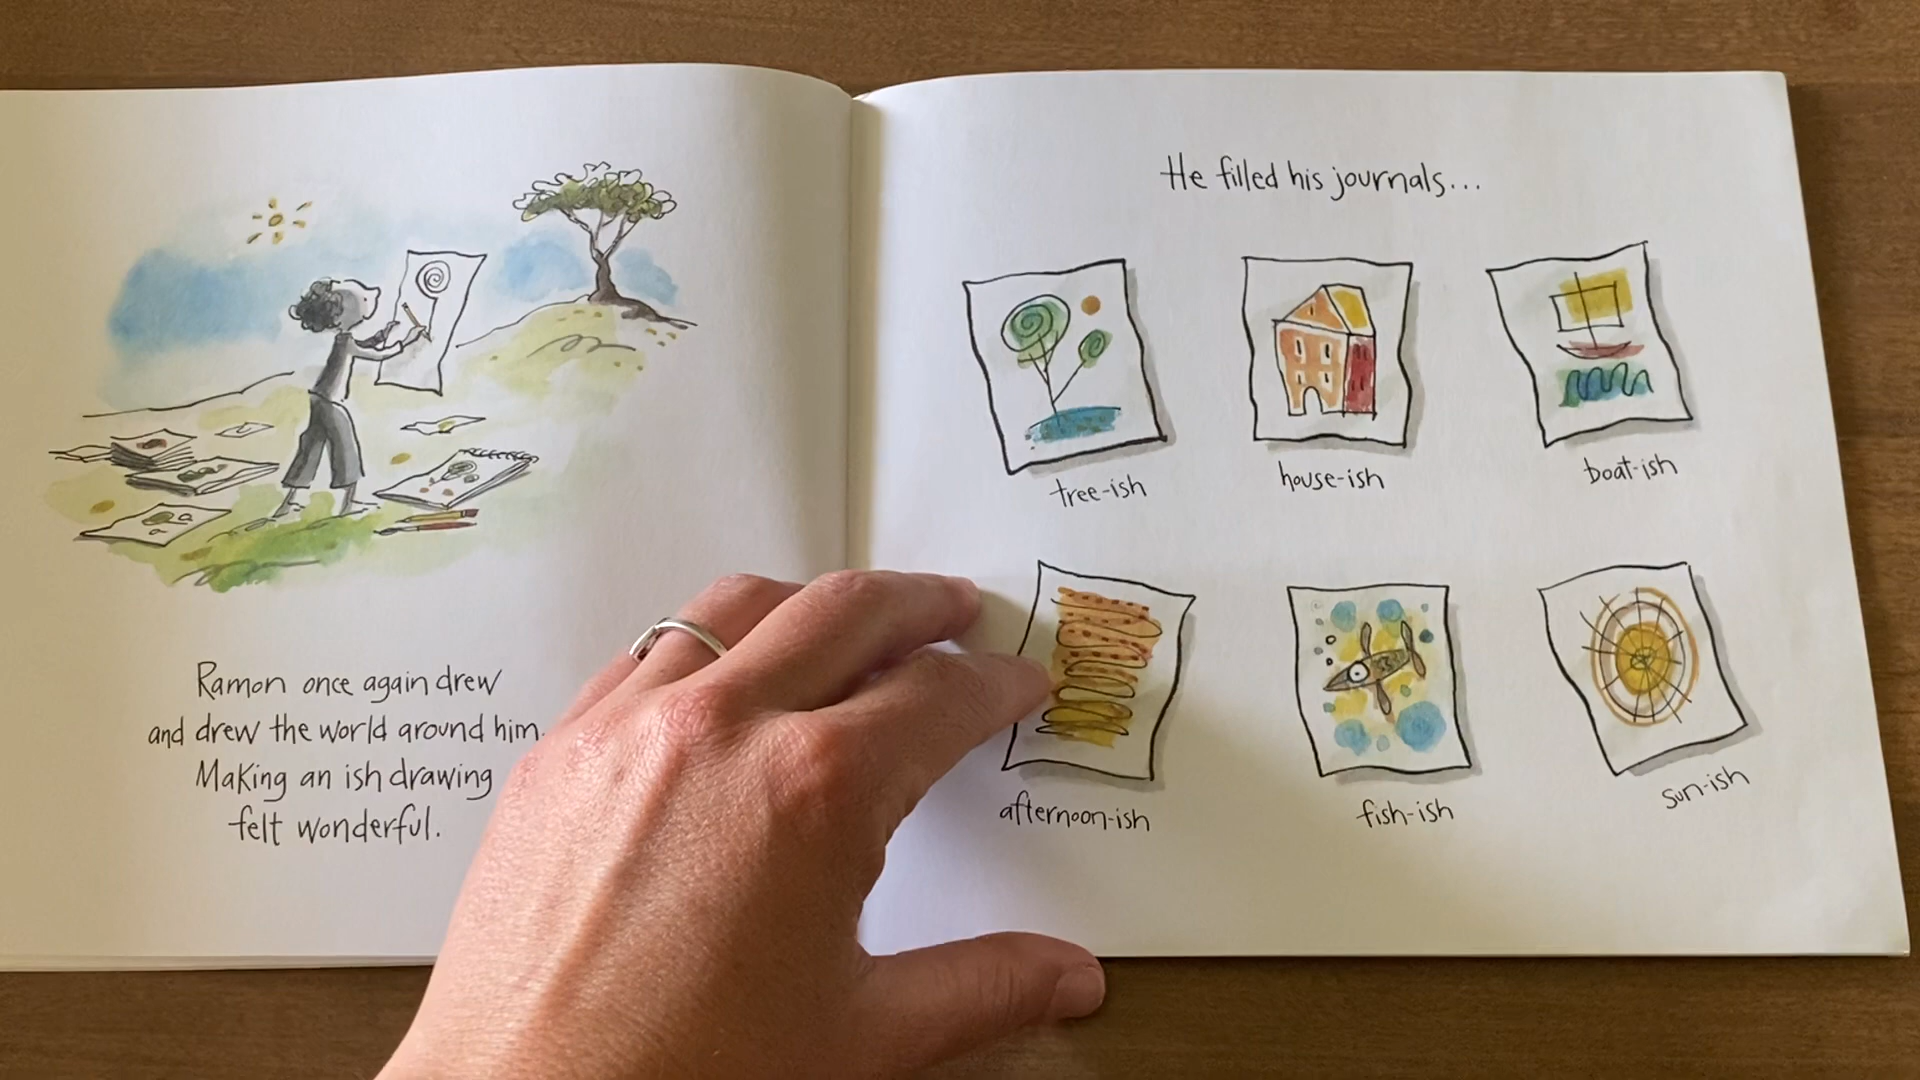 Ramon once again drew
and drew the world around him.
Making an ish drawing
felt wonderful.
He filled his journals...
tree-ish
house-ish
boat-ish
afternoon-ish
fish-ish
sun-ish